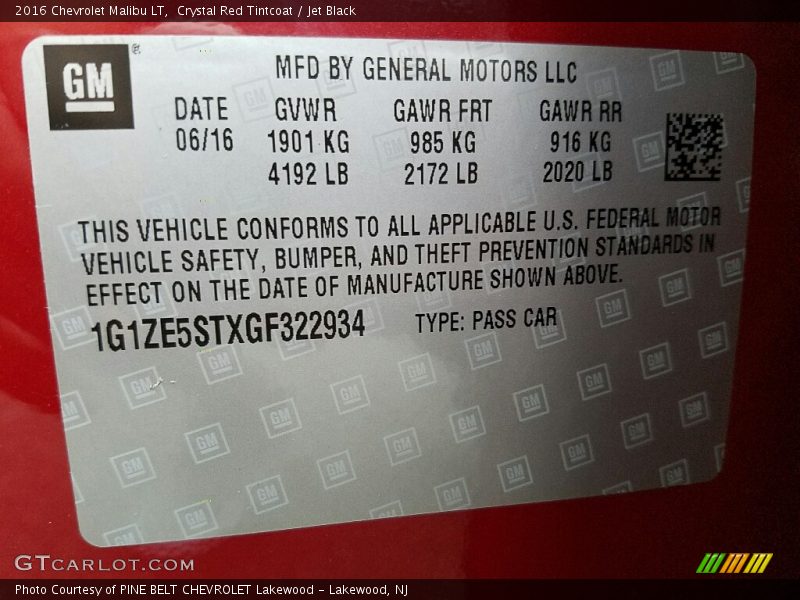 2016 Chevrolet Malibu LT, Crystal Red Tintcoat / Jet Black
GM
MFD BY GENERAL MOTORS LLC
DATE GVWR GAWR FRT GAWR RR
06/16 1901 KG 985 KG 916 KG
4192 LB 2172 LB 2020 LB
THIS VEHICLE CONFORMS TO ALL APPLICABLE U.S. FEDERAL MOTOR
VEHICLE SAFETY, BUMPER, AND THEFT PREVENTION STANDARDS IN
EFFECT ON THE DATE OF MANUFACTURE SHOWN ABOVE.
1G1ZE5STXGF322934 TYPE: PASS CAR
GTCARLOT.COM
Photo Courtesy of PINE BELT CHEVROLET Lakewood - Lakewood, NJ